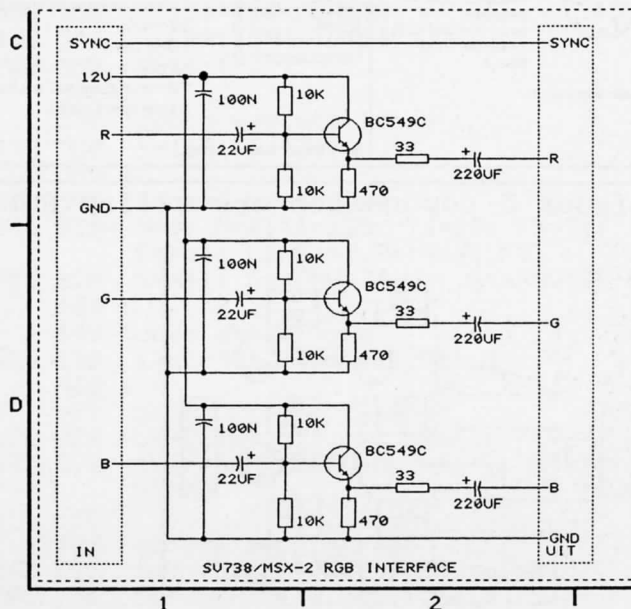 C
SYNC
SYNC
12V
100N
10K
BC549C
R
22UF
33
220UF
R
10K
470
GND
100N
10K
BC549C
G
22UF
33
220UF
G
10K
470
D
100N
10K
BC549C
B
22UF
33
220UF
B
10K
470
GND
IN
UIT
SV738/MSX-2 RGB INTERFACE
1
2